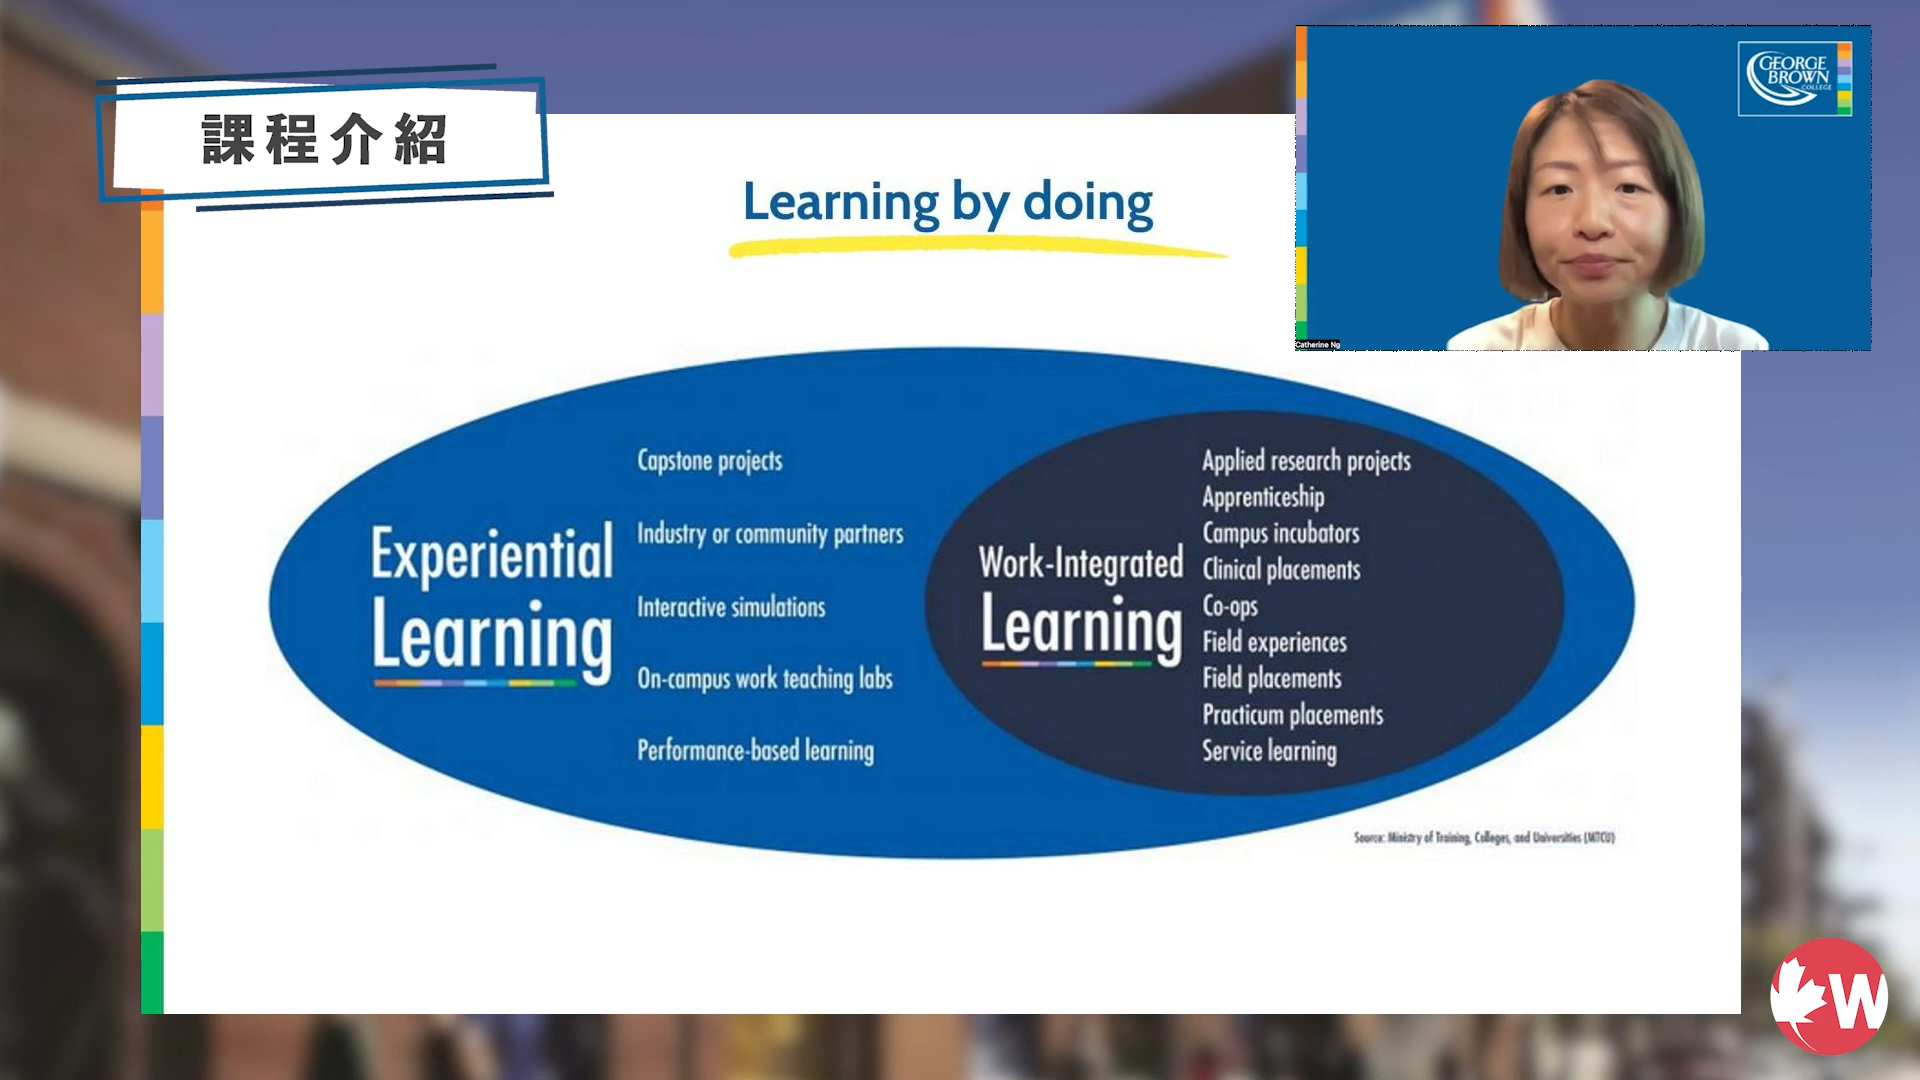 課程介紹
Learning by doing
GEORGE
BROWN
COLLEGE
Catherine Ng
Experiential
Learning
Capstone projects
Industry or community partners
Interactive simulations
On-campus work teaching labs
Performance-based learning
Work-Integrated
Learning
Applied research projects
Apprenticeship
Campus incubators
Clinical placements
Co-ops
Field experiences
Field placements
Practicum placements
Service learning
Source: Ministry of Training, Colleges, and Universities (MTCU)
W